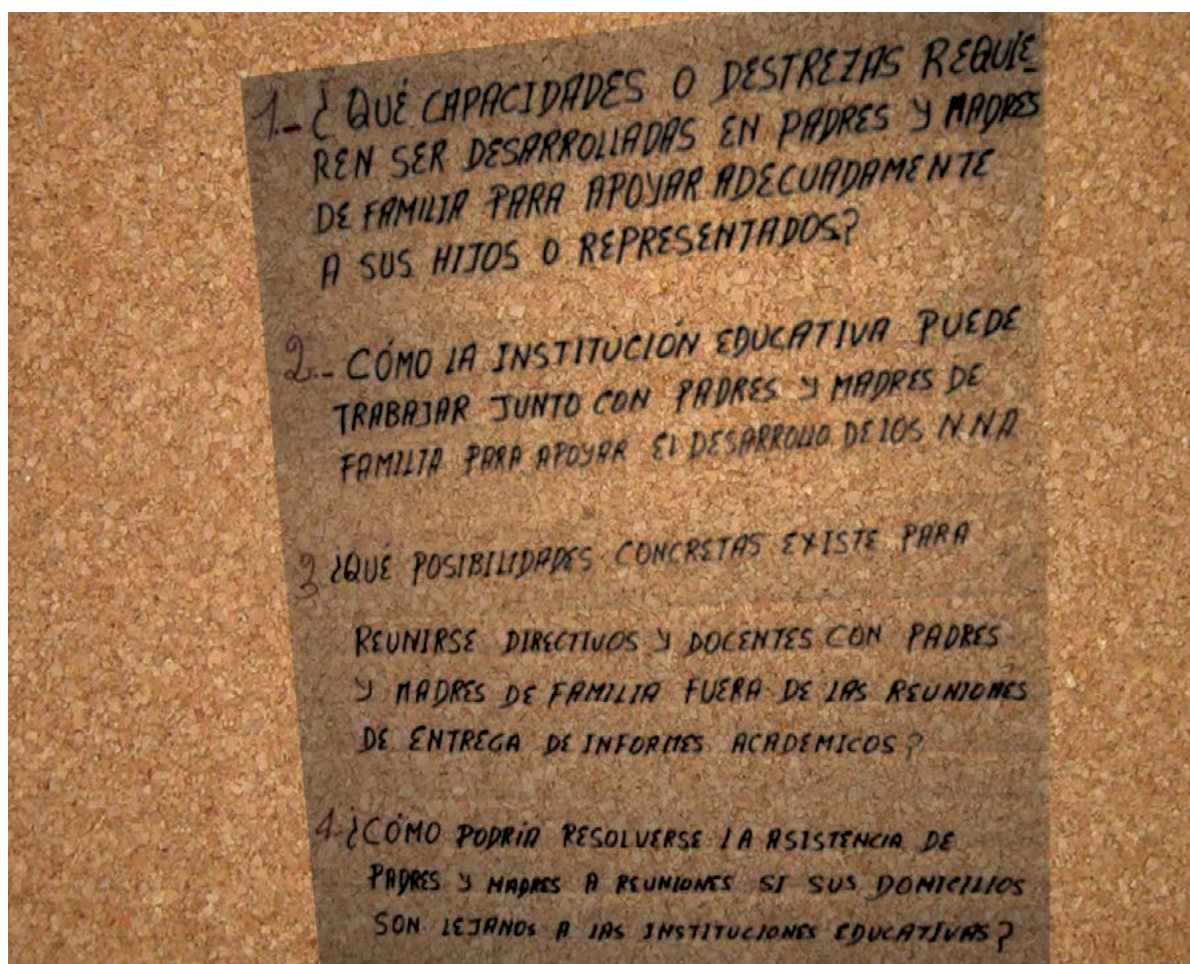 1.- ¿QUÉ CAPACIDADES O DESTREZAS REQUIE
REN SER DESARROLLADAS EN PADRES Y MADRES
DE FAMILIA PARA APOYAR ADECUADAMENTE
A SUS HIJOS O REPRESENTADOS?
2.- CÓMO LA INSTITUCIÓN EDUCATIVA PUEDE
TRABAJAR JUNTO CON PADRES Y MADRES DE
FAMILIA PARA APOYAR EL DESARROLLO DE LOS NNA
3 ¿QUÉ POSIBILIDADES CONCRETAS EXISTE PARA
REUNIRSE DIRECTIVOS Y DOCENTES CON PADRES
Y MADRES DE FAMILIA FUERA DE LAS REUNIONES
DE ENTREGA DE INFORMES ACADEMICOS?
4-¿CÓMO PODRÍA RESOLVERSE LA ASISTENCIA DE
PADRES Y MADRES A REUNIONES SI SUS DOMICILIOS
SON LEJANOS A LAS INSTITUCIONES EDUCATIVAS?